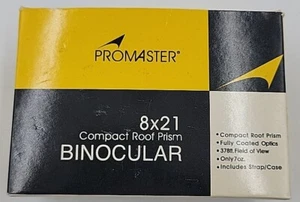 PROMASTER®
8x21
Compact Roof Prism
BINOCULAR
• Compact Roof Prism
• Fully Coated Optics
• 378ft. Field of View
• Only 7oz.
• Includes Strap/Case